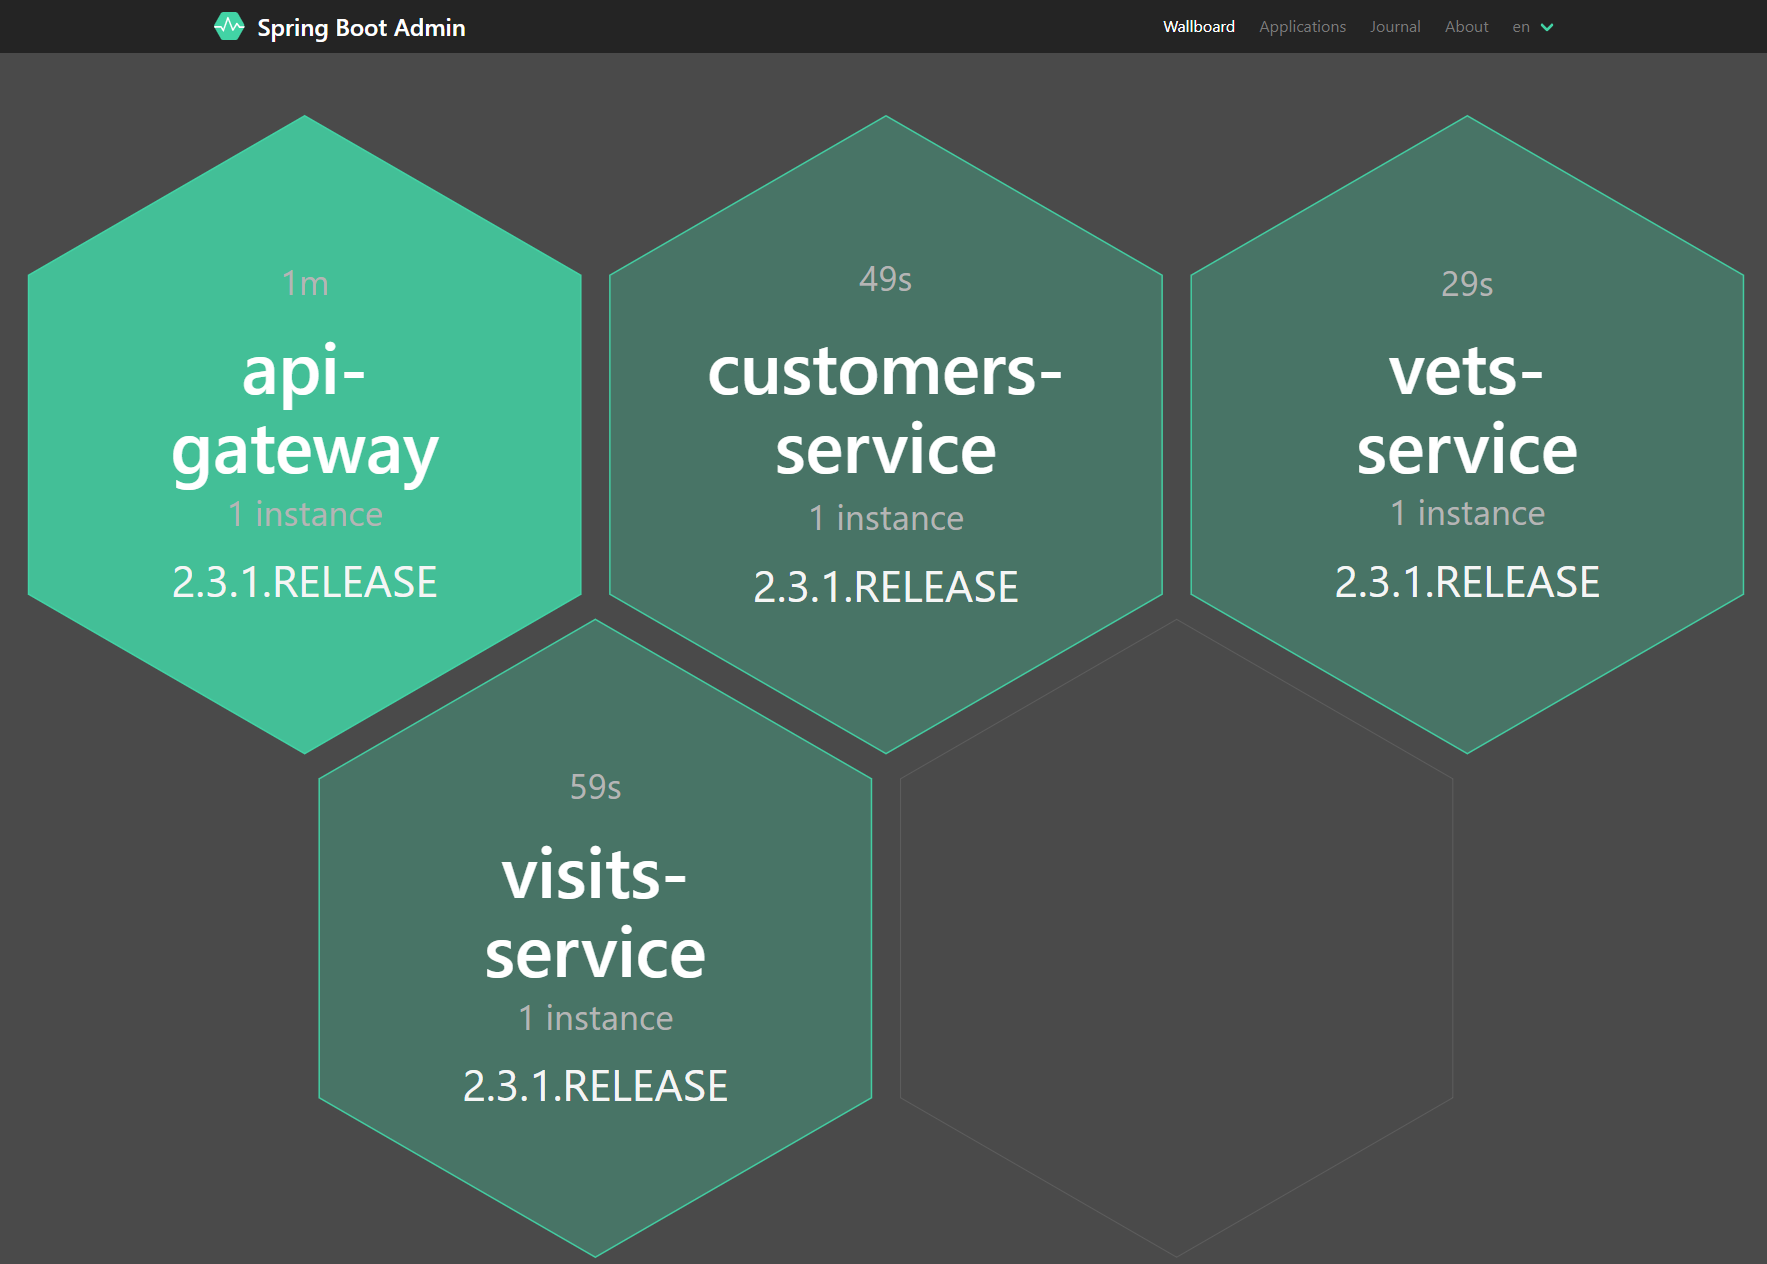 Spring Boot Admin
Wallboard Applications Journal About en
1m
api-
gateway
1 instance
2.3.1.RELEASE
49s
customers-
service
1 instance
2.3.1.RELEASE
29s
vets-
service
1 instance
2.3.1.RELEASE
59s
visits-
service
1 instance
2.3.1.RELEASE